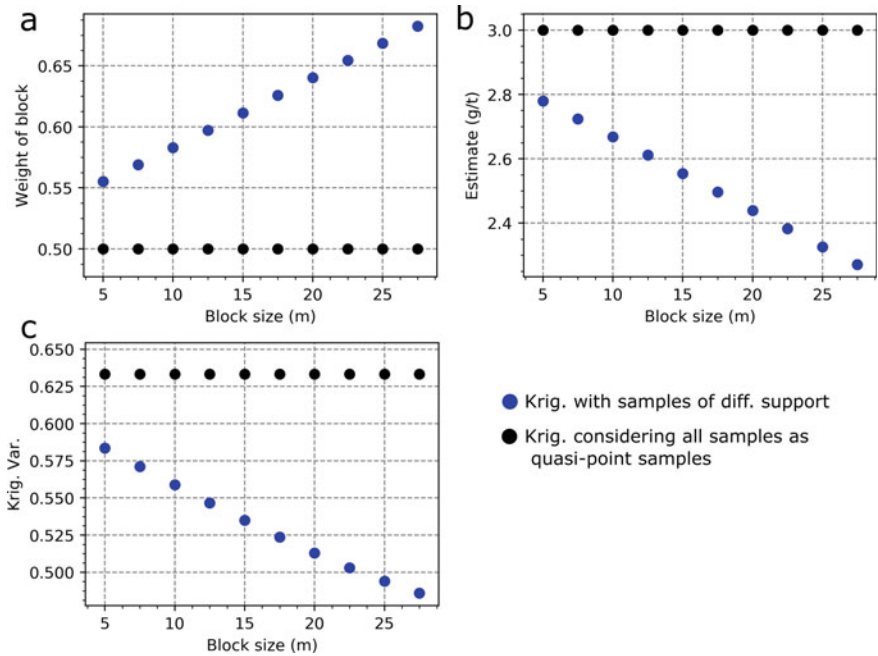 a
0.65
0.60
0.55
0.50
Weight of block
5 10 15 20 25
Block size (m)
b
3.0
2.8
2.6
2.4
Estimate (g/t)
5 10 15 20 25
Block size (m)
c
0.650
0.625
0.600
0.575
0.550
0.525
0.500
Krig. Var.
5 10 15 20 25
Block size (m)
Krig. with samples of diff. support
Krig. considering all samples as
quasi-point samples